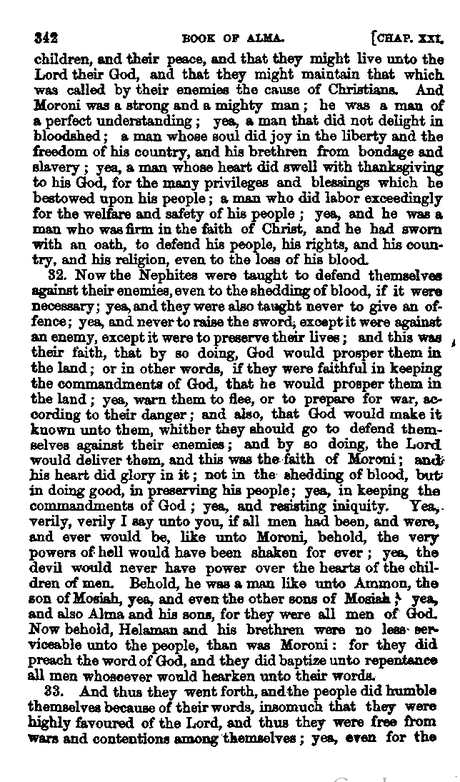 342 BOOK OF ALMA. [CHAP. XXI.
children, and their peace, and that they might live unto the
Lord their God, and that they might maintain that which
was called by their enemies the cause of Christians. And
Moroni was a strong and a mighty man; he was a man of
a perfect understanding; yea, a man that did not delight in
bloodshed; a man whose soul did joy in the liberty and the
freedom of his country, and his brethren from bondage and
slavery; yea, a man whose heart did swell with thanksgiving
to his God, for the many privileges and blessings which he
bestowed upon his people; a man who did labor exceedingly
for the welfare and safety of his people; yea, and he was a
man who was firm in the faith of Christ, and he had sworn
with an oath, to defend his people, his rights, and his coun-
try, and his religion, even to the loss of his blood.
32. Now the Nephites were taught to defend themselves
against their enemies, even to the shedding of blood, if it were
necessary; yea, and they were also taught never to give an of-
fence; yea, and never to raise the sword, except it were against
an enemy, except it were to preserve their lives; and this was
their faith, that by so doing, God would prosper them in
the land; or in other words, if they were faithful in keeping
the commandments of God, that he would prosper them in
the land; yea, warn them to flee, or to prepare for war, ac-
cording to their danger; and also, that God would make it
known unto them, whither they should go to defend them-
selves against their enemies; and by so doing, the Lord
would deliver them, and this was the faith of Moroni; and
his heart did glory in it; not in the shedding of blood, but
in doing good, in preserving his people; yea, in keeping the
commandments of God; yea, and resisting iniquity. Yea,
verily, verily I say unto you, if all men had been, and were,
and ever would be, like unto Moroni, behold, the very
powers of hell would have been shaken for ever; yea, the
devil would never have power over the hearts of the chil-
dren of men. Behold, he was a man like unto Ammon, the
son of Mosiah, yea, and even the other sons of Mosiah; yea,
and also Alma and his sons, for they were all men of God.
Now behold, Helaman and his brethren were no less ser-
viceable unto the people, than was Moroni: for they did
preach the word of God, and they did baptize unto repentance
all men whosoever would hearken unto their words.
33. And thus they went forth, and the people did humble
themselves because of their words, insomuch that they were
highly favoured of the Lord, and thus they were free from
wars and contentions among themselves; yea, even for the